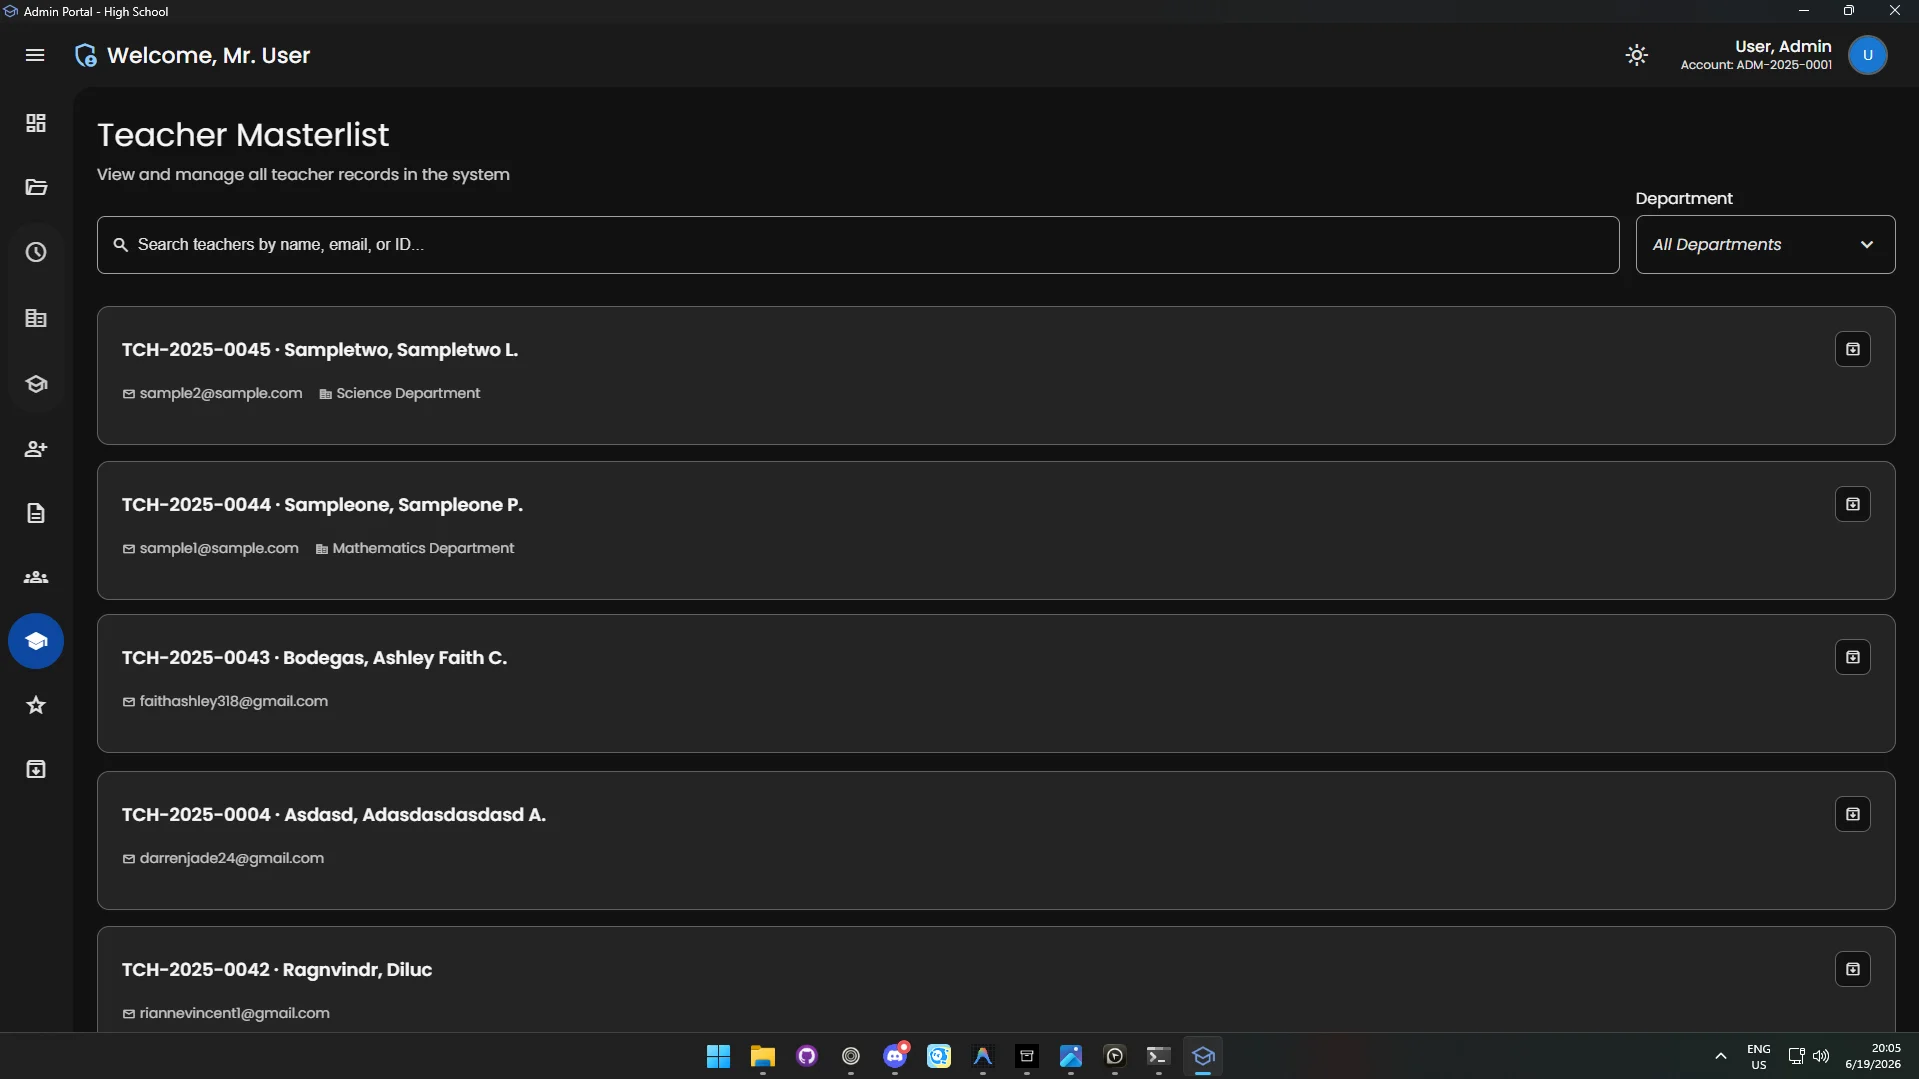 Admin Portal - High School
Welcome, Mr. User
User, Admin
Account: ADM-2025-0001
U
Teacher Masterlist
View and manage all teacher records in the system
Department
Search teachers by name, email, or ID...
All Departments
TCH-2025-0045 · Sampletwo, Sampletwo L.
sample2@sample.com Science Department
TCH-2025-0044 · Sampleone, Sampleone P.
sample1@sample.com Mathematics Department
TCH-2025-0043 · Bodegas, Ashley Faith C.
faithashley318@gmail.com
TCH-2025-0004 · Asdasd, Adasdasdasdasd A.
darrenjade24@gmail.com
TCH-2025-0042 · Ragnvindr, Diluc
riannevincent1@gmail.com
ENG
US
20:05
6/19/2026